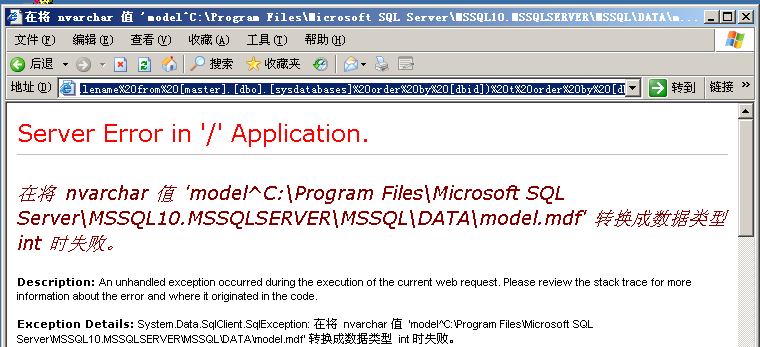 在将 nvarchar 值 'model^C:\Program Files\Microsoft SQL Server\MSSQL10.MSSQLSERVER\MSSQL\DATA\m...
文件(F) 编辑(E) 查看(V) 收藏(A) 工具(T) 帮助(H)
后退 搜索 收藏夹
地址(D) lename%20from%20[master].[dbo].[sysdatabases]%20order%20by%20[dbid])%20t%20order%20by%20[d 转到 链接 »
Server Error in '/' Application.
在将 nvarchar 值 'model^C:\Program Files\Microsoft SQL
Server\MSSQL10.MSSQLSERVER\MSSQL\DATA\model.mdf' 转换成数据类型
int 时失败。
Description: An unhandled exception occurred during the execution of the current web request. Please review the stack trace for more
information about the error and where it originated in the code.
Exception Details: System.Data.SqlClient.SqlException: 在将 nvarchar 值 'model^C:\Program Files\Microsoft SQL
Server\MSSQL10.MSSQLSERVER\MSSQL\DATA\model.mdf' 转换成数据类型 int 时失败。